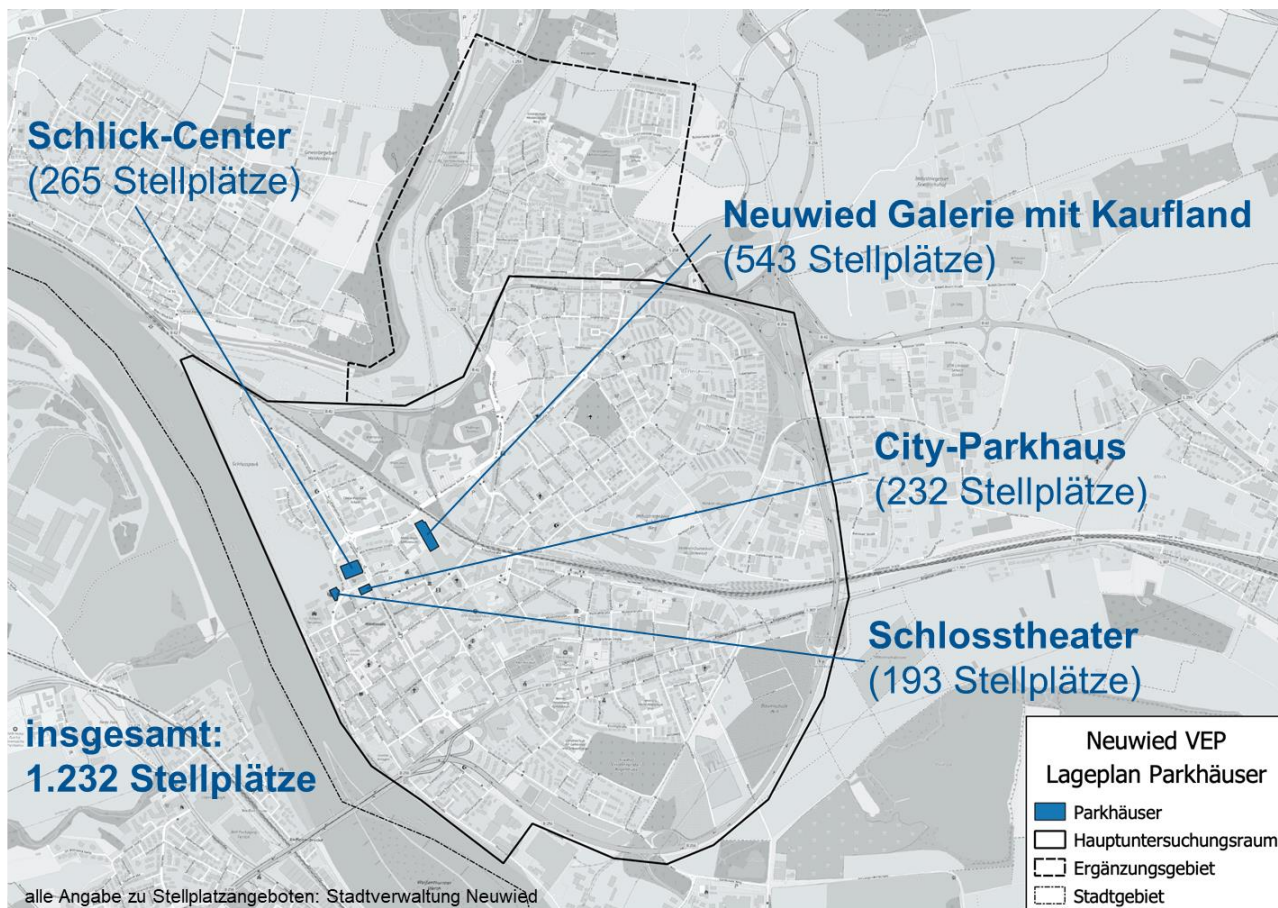 Schlick-Center
(265 Stellplätze)
Neuwied Galerie mit Kaufland
(543 Stellplätze)
City-Parkhaus
(232 Stellplätze)
Schlosstheater
(193 Stellplätze)
insgesamt:
1.232 Stellplätze
alle Angabe zu Stellplatzangeboten: Stadtverwaltung Neuwied
Neuwied VEP
Lageplan Parkhäuser
Parkhäuser
Hauptuntersuchungsraum
Ergänzungsgebiet
Stadtgebiet